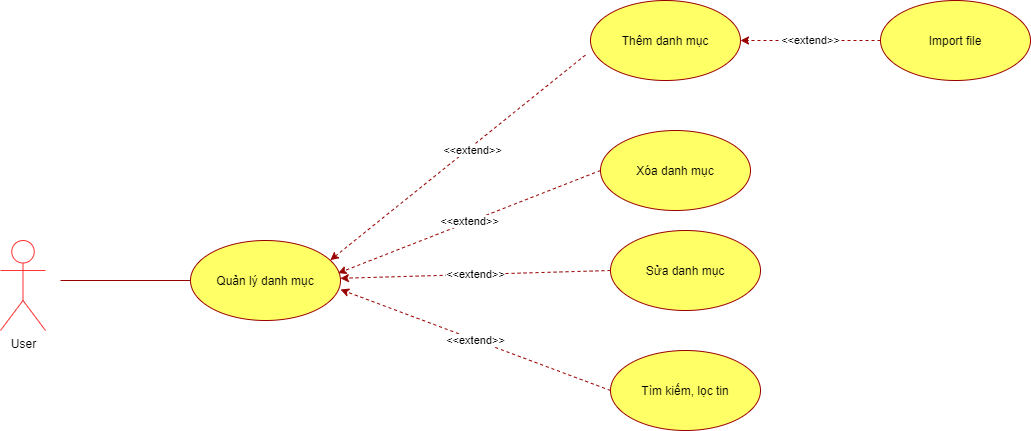 Thêm danh mục
<<extend>>
Import file
<<extend>>
Xóa danh mục
<<extend>>
Sửa danh mục
<<extend>>
Quản lý danh mục
User
<<extend>>
Tìm kiếm, lọc tin